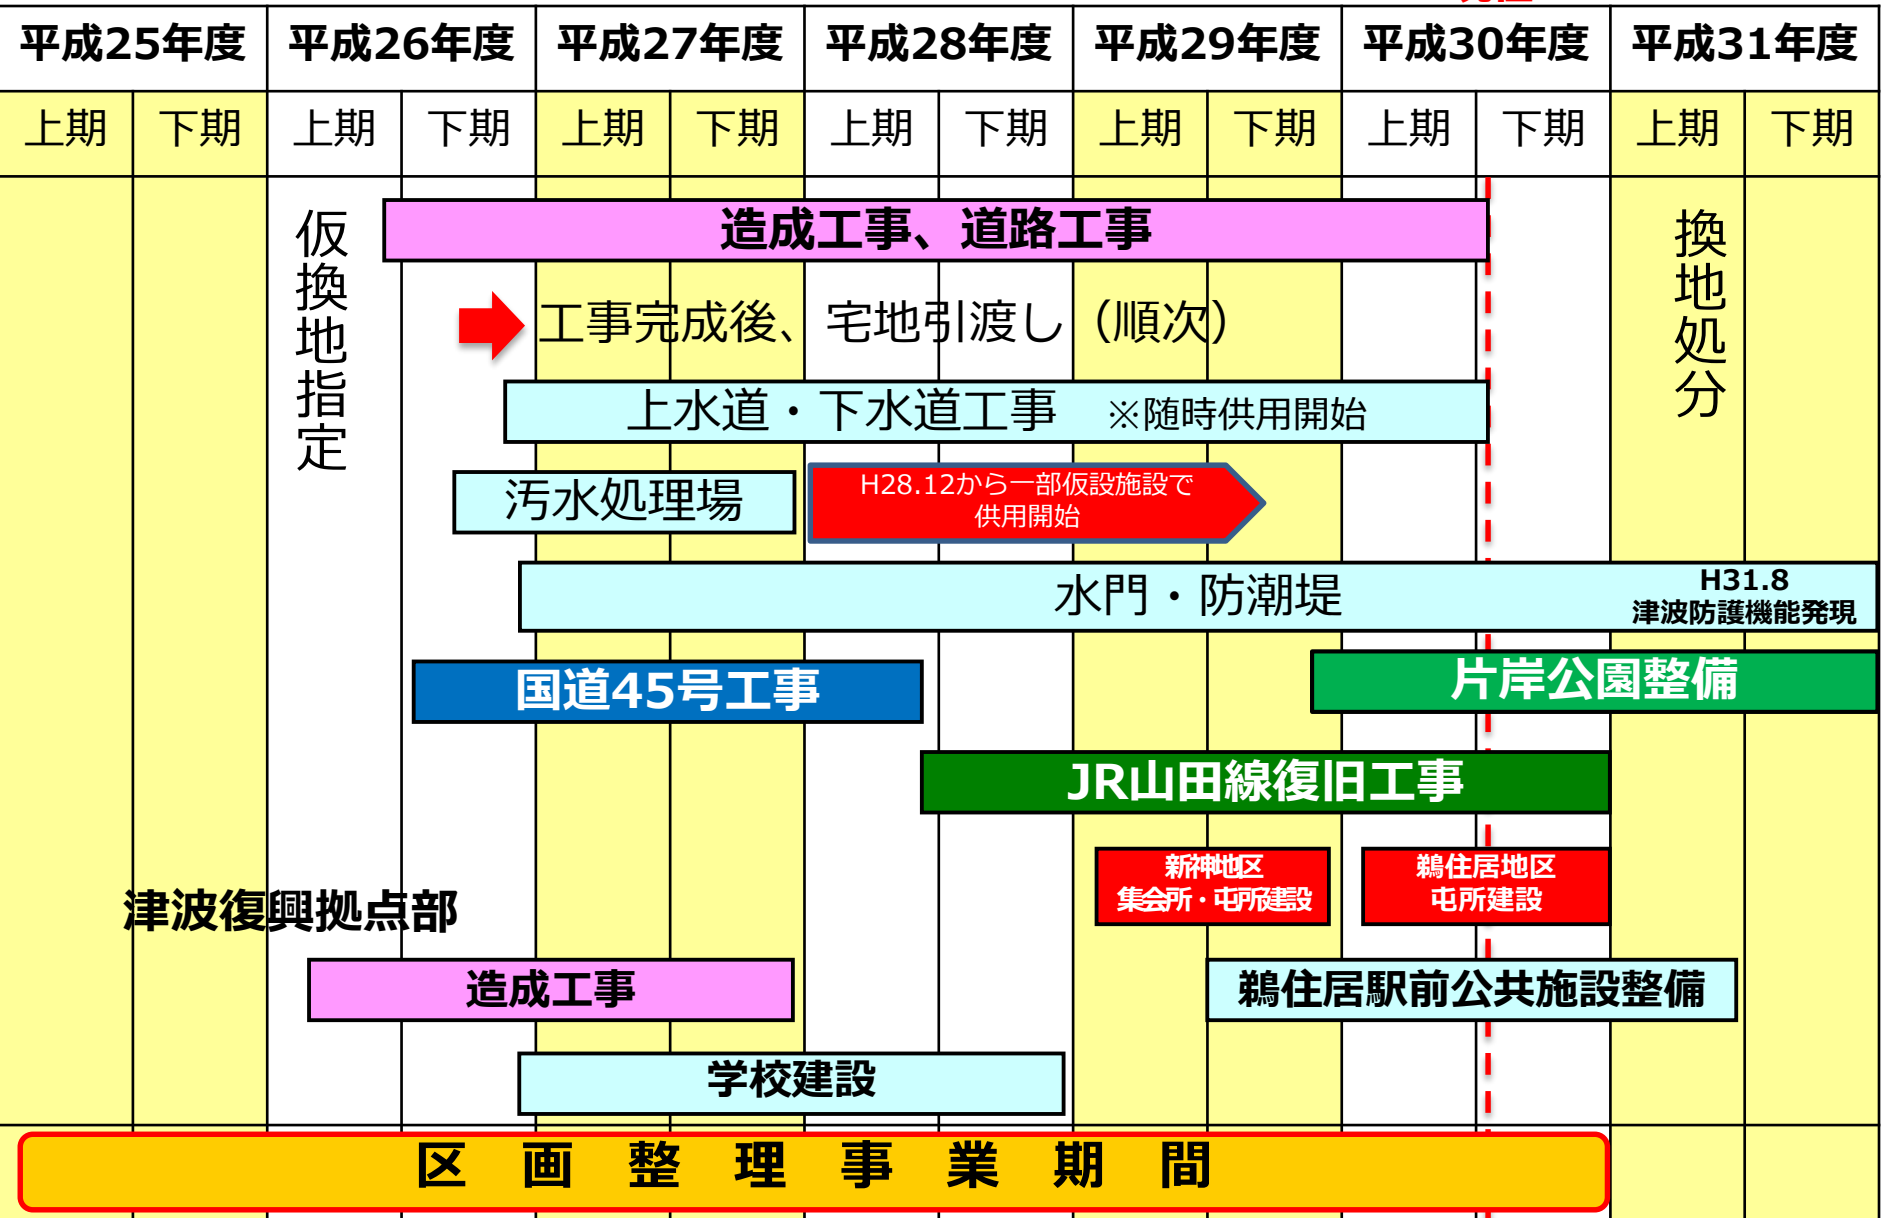 平成25年度 平成26年度 平成27年度 平成28年度 平成29年度 平成30年度 平成31年度
上期 下期 上期 下期 上期 下期 上期 下期 上期 下期 上期 下期 上期 下期
仮換地指定
造成工事、道路工事
換地処分
工事完成後、宅地引渡し（順次）
上水道・下水道工事 ※随時供用開始
汚水処理場
H28.12から一部仮設施設で
供用開始
水門・防潮堤
H31.8
津波防護機能発現
国道45号工事
片岸公園整備
JR山田線復旧工事
新神地区
集会所・屯所建設
鵜住居地区
屯所建設
津波復興拠点部
造成工事
鵜住居駅前公共施設整備
学校建設
区画整理事業期間